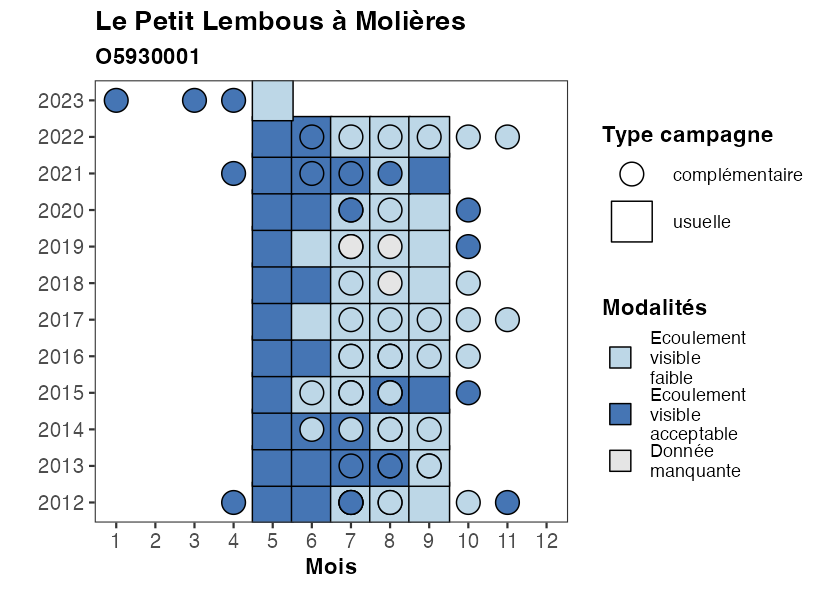 Le Petit Lembous à Molières
O5930001
2023
2022
2021
2020
2019
2018
2017
2016
2015
2014
2013
2012
1 2 3 4 5 6 7 8 9 10 11 12
Mois
Type campagne
complémentaire
usuelle
Modalités
Ecoulement
visible
faible
Ecoulement
visible
acceptable
Donnée
manquante